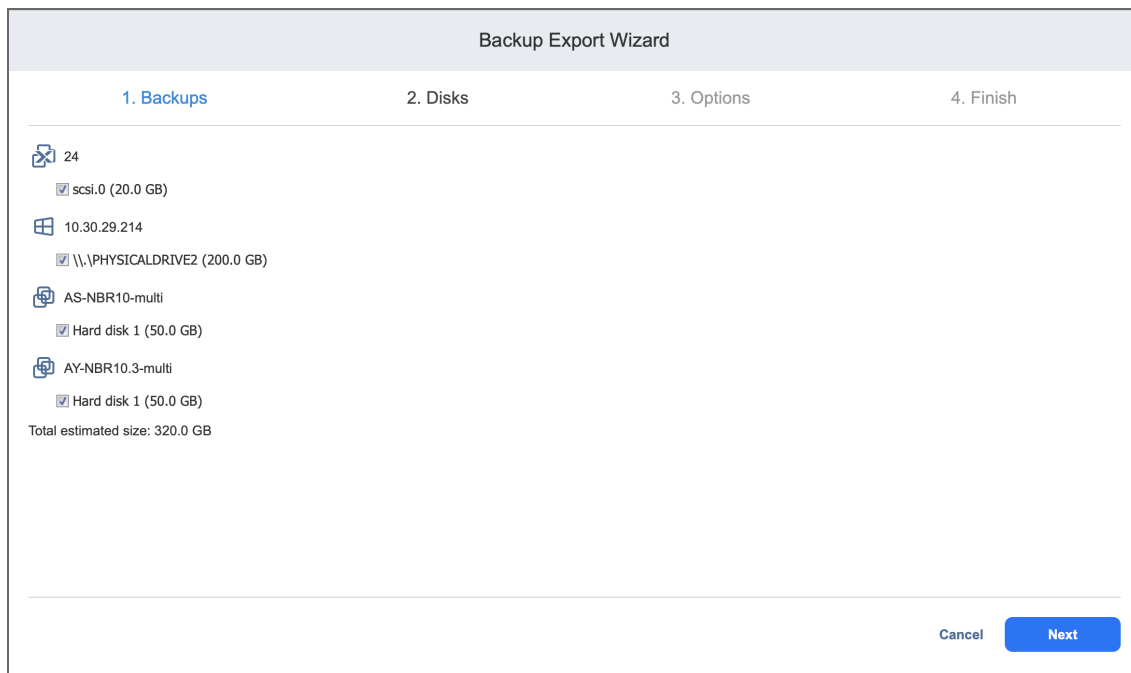 Backup Export Wizard
1. Backups 2. Disks 3. Options 4. Finish
24
scsi.0 (20.0 GB)
10.30.29.214
\\.\PHYSICALDRIVE2 (200.0 GB)
AS-NBR10-multi
Hard disk 1 (50.0 GB)
AY-NBR10.3-multi
Hard disk 1 (50.0 GB)
Total estimated size: 320.0 GB
Cancel Next